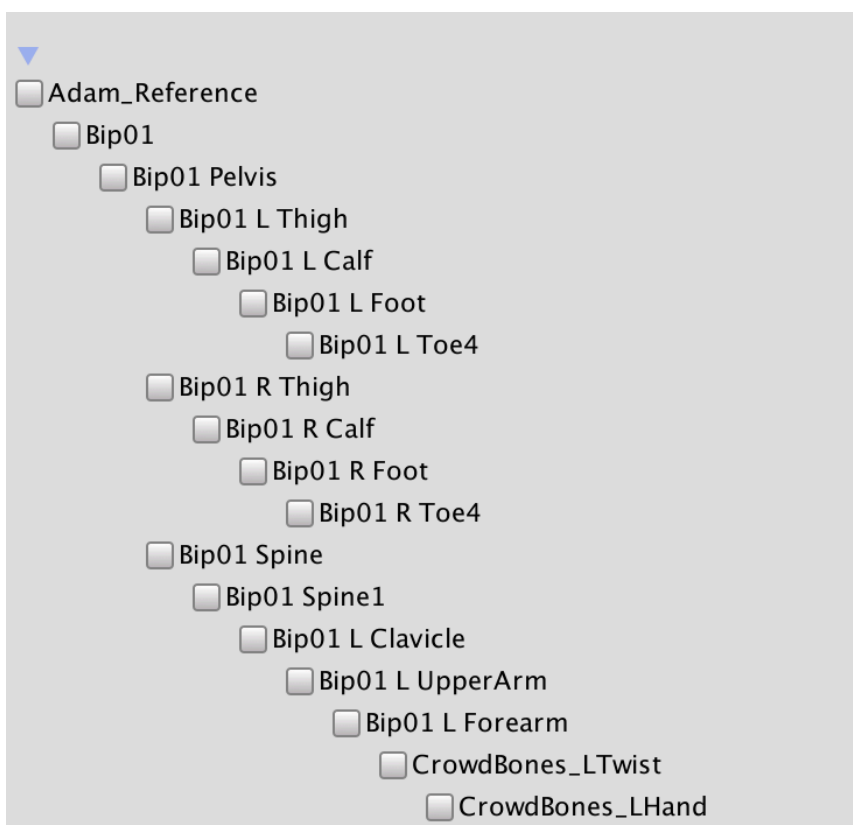 Adam_Reference
Bip01
Bip01 Pelvis
Bip01 L Thigh
Bip01 L Calf
Bip01 L Foot
Bip01 L Toe4
Bip01 R Thigh
Bip01 R Calf
Bip01 R Foot
Bip01 R Toe4
Bip01 Spine
Bip01 Spine1
Bip01 L Clavicle
Bip01 L UpperArm
Bip01 L Forearm
CrowdBones_LTwist
CrowdBones_LHand